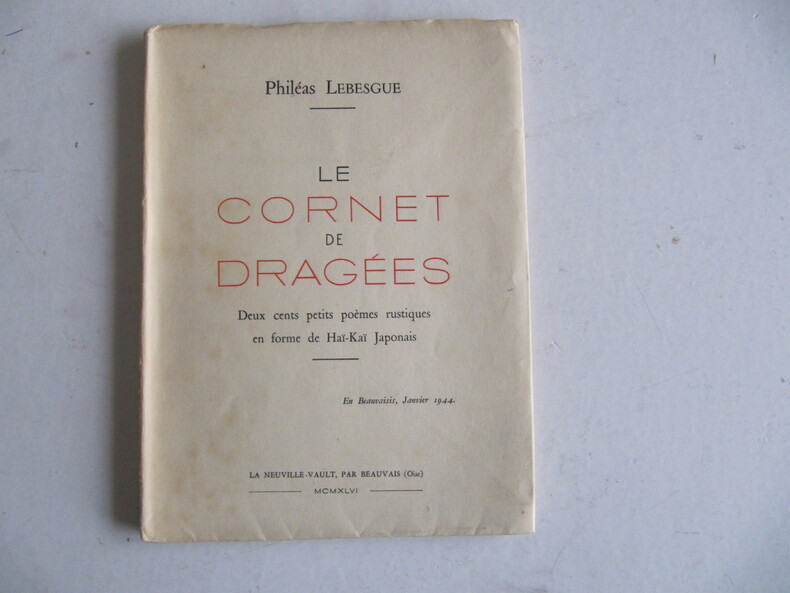 Philéas LEBESGUE
LE
CORNET
DE
DRAGÉES
Deux cents petits poèmes rustiques
en forme de Haï-Kaï Japonais
En Beauvaisis, Janvier 1944.
LA NEUVILLE-VAULT, PAR BEAUVAIS (Oise)
MCMXLVI